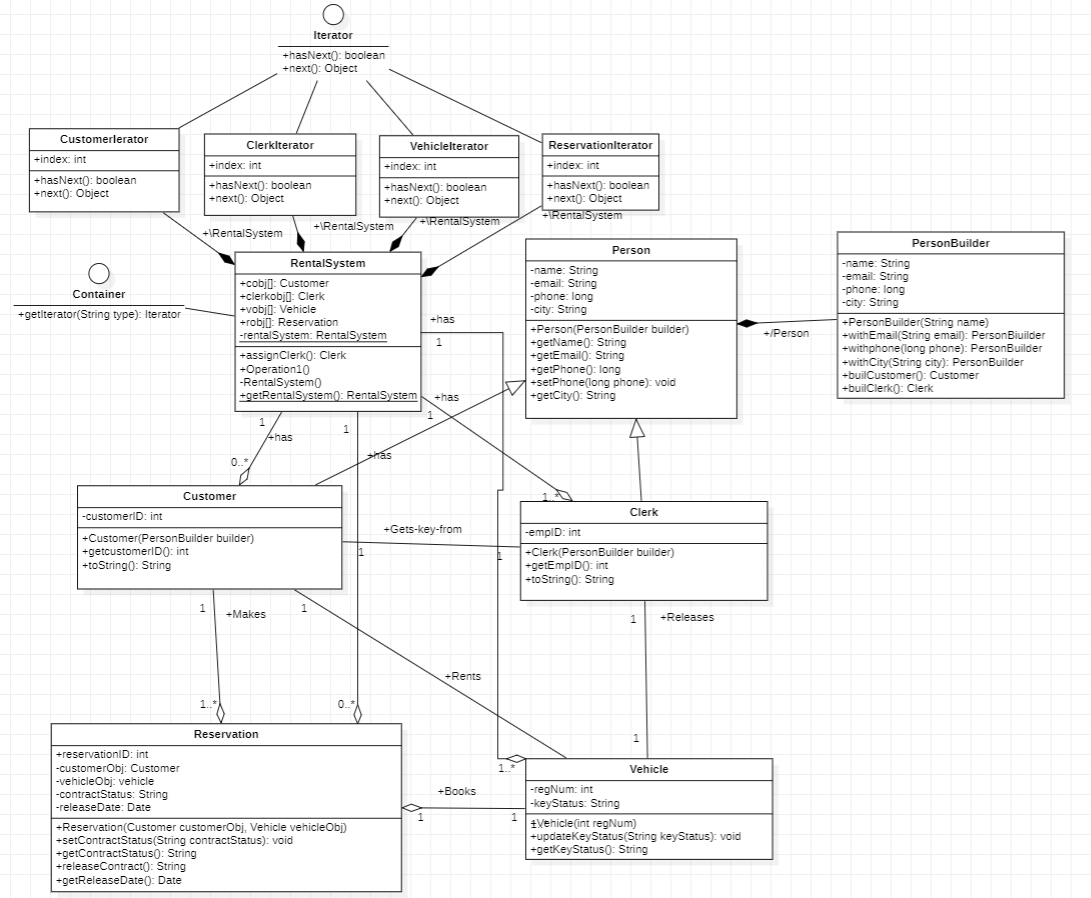 Iterator
+hasNext(): boolean
+next(): Object
CustomerIerator
+index: int
+hasNext(): boolean
+next(): Object
ClerkIterator
+index: int
+hasNext(): boolean
+next(): Object
VehicleIterator
+index: int
+hasNext(): boolean
+next(): Object
ReservationIterator
+index: int
+hasNext(): boolean
+next(): Object
+\RentalSystem
+\RentalSystem
+\RentalSystem
+\RentalSystem
Container
+getIterator(String type): Iterator
RentalSystem
+cobj[]: Customer
+clerkobj[]: Clerk
+vobj[]: Vehicle
+robj[]: Reservation
-rentalSystem: RentalSystem
+assignClerk(): Clerk
+Operation1()
-RentalSystem()
+getRentalSystem(): RentalSystem
Person
-name: String
-email: String
-phone: long
-city: String
+Person(PersonBuilder builder)
+getName(): String
+getEmail(): String
+getPhone(): long
+setPhone(long phone): void
+getCity(): String
+/Person
PersonBuilder
-name: String
-email: String
-phone: long
-city: String
+PersonBuilder(String name)
+withEmail(String email): PersonBiuilder
+withphone(long phone): PersonBuilder
+withCity(String city): PersonBuilder
+builCustomer(): Customer
+builClerk(): Clerk
+has
1
+has
1
1
+has
0..*
1
+has
1..*
Customer
-customerID: int
+Customer(PersonBuilder builder)
+getcustomerID(): int
+toString(): String
+Gets-key-from
1
1
Clerk
-empID: int
+Clerk(PersonBuilder builder)
+getEmpID(): int
+toString(): String
1
+Makes
1
1
+Releases
+Rents
1..*
0..*
1
1..*
Reservation
+reservationID: int
-customerObj: Customer
-vehicleObj: vehicle
-contractStatus: String
-releaseDate: Date
+Reservation(Customer customerObj, Vehicle vehicleObj)
+setContractStatus(String contractStatus): void
+getContractStatus(): String
+releaseContract(): String
+getReleaseDate(): Date
+Books
1
1
Vehicle
-regNum: int
-keyStatus: String
+Vehicle(int regNum)
+updateKeyStatus(String keyStatus): void
+getKeyStatus(): String